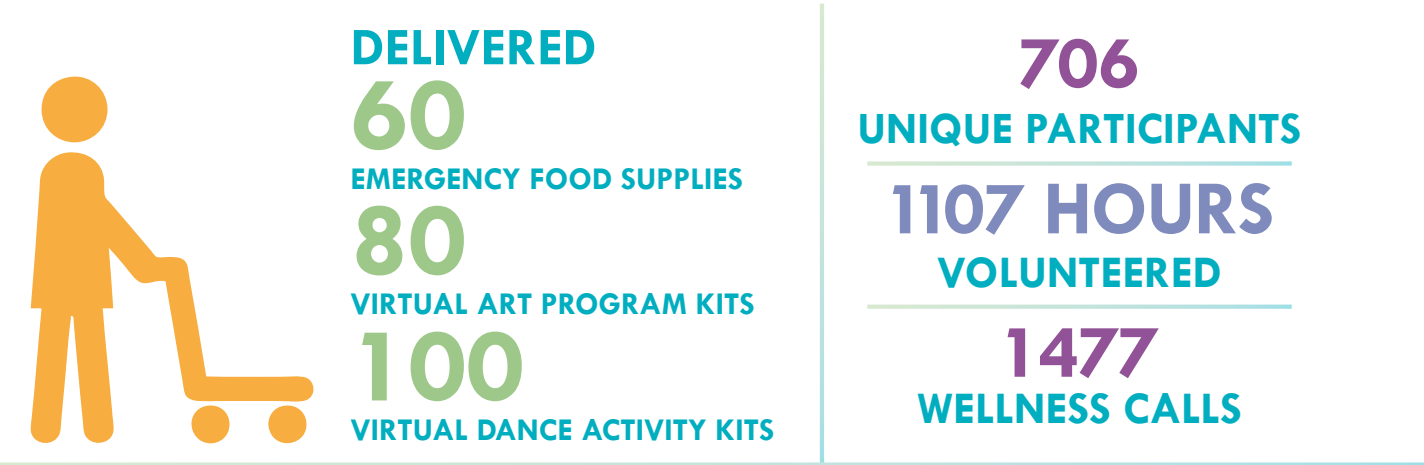 DELIVERED
60
EMERGENCY FOOD SUPPLIES
80
VIRTUAL ART PROGRAM KITS
100
VIRTUAL DANCE ACTIVITY KITS
706
UNIQUE PARTICIPANTS
1107 HOURS
VOLUNTEERED
1477
WELLNESS CALLS